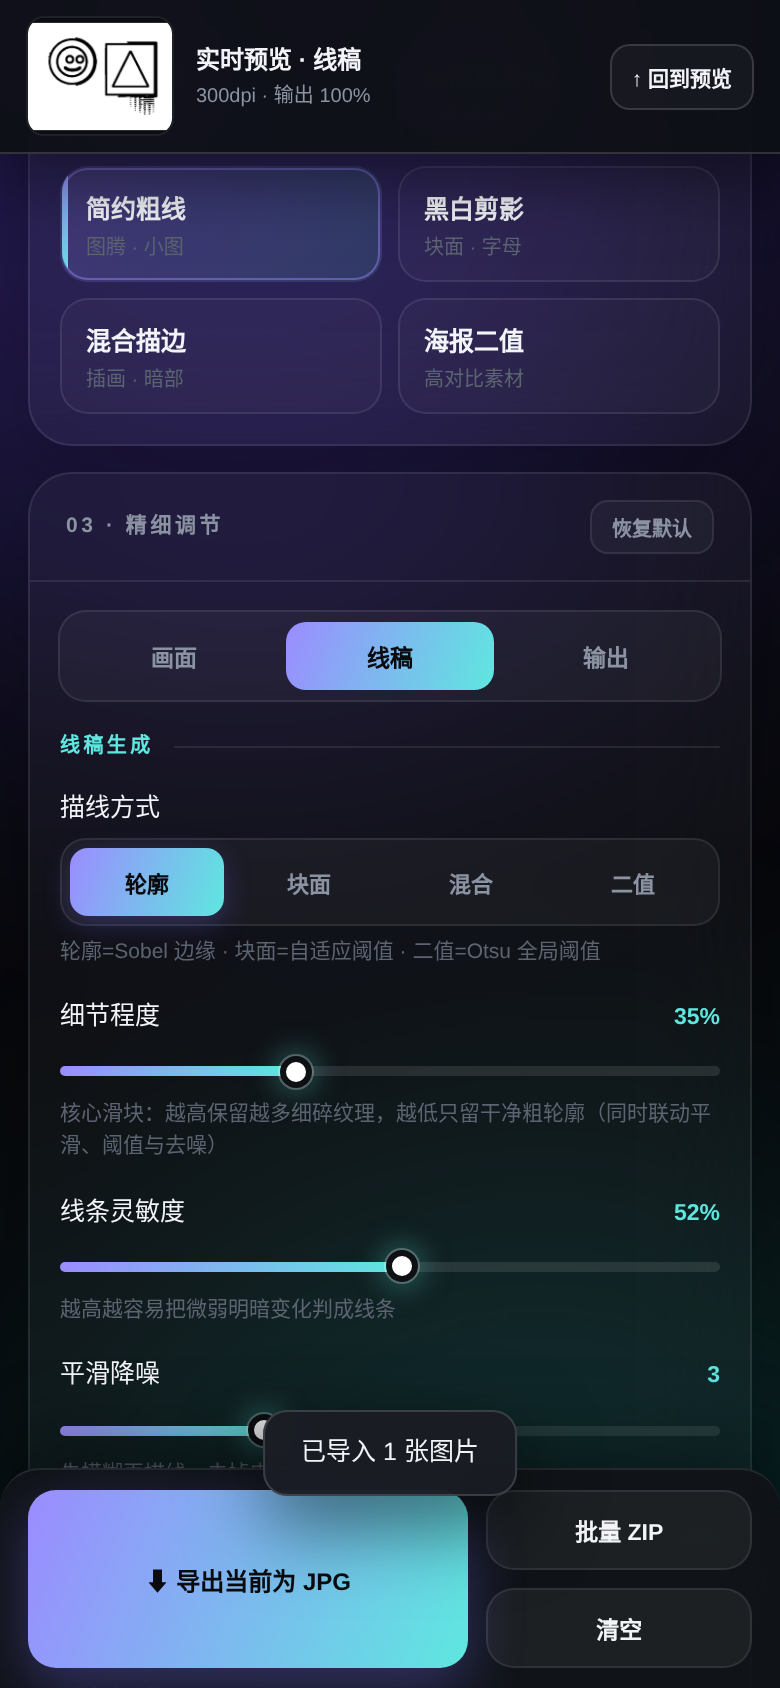 实时预览 · 线稿
300dpi · 输出 100%
↑ 回到预览
简约粗线
图腾 · 小图
黑白剪影
块面 · 字母
混合描边
插画 · 暗部
海报二值
高对比素材
03 · 精细调节
恢复默认
画面
线稿
输出
线稿生成
描线方式
轮廓
块面
混合
二值
轮廓=Sobel 边缘 · 块面=自适应阈值 · 二值=Otsu 全局阈值
细节程度
35%
核心滑块：越高保留越多细碎纹理，越低只留干净粗轮廓（同时联动平
滑、阈值与去噪）
线条灵敏度
52%
越高越容易把微弱明暗变化判成线条
平滑降噪
3
已导入 1 张图片
⬇ 导出当前为 JPG
批量 ZIP
清空